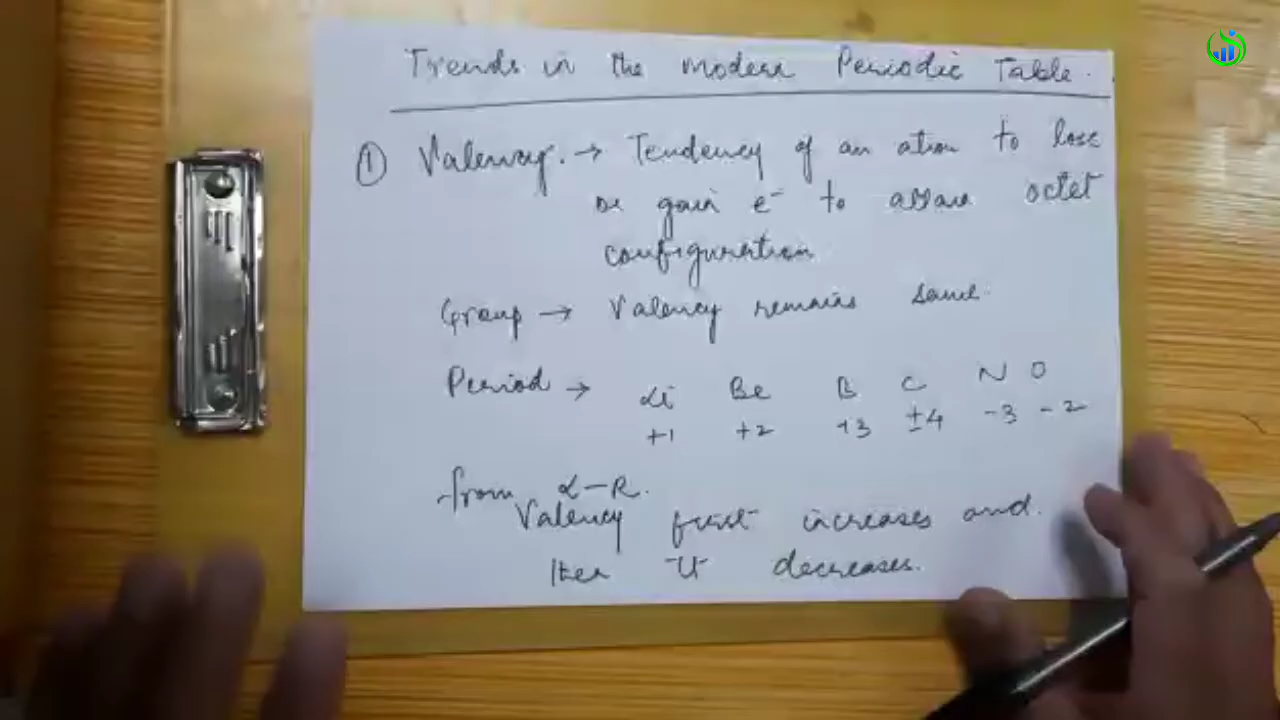 Trends in the modern Periodic Table.
① Valency. → Tendency of an atom to lose
or gain e⁻ to attain octet
configuration
Group → Valency remains same.
Period → Li Be B C N O
+1 +2 +3 ±4 -3 -2
from L-R.
Valency first increases and
then it decreases.